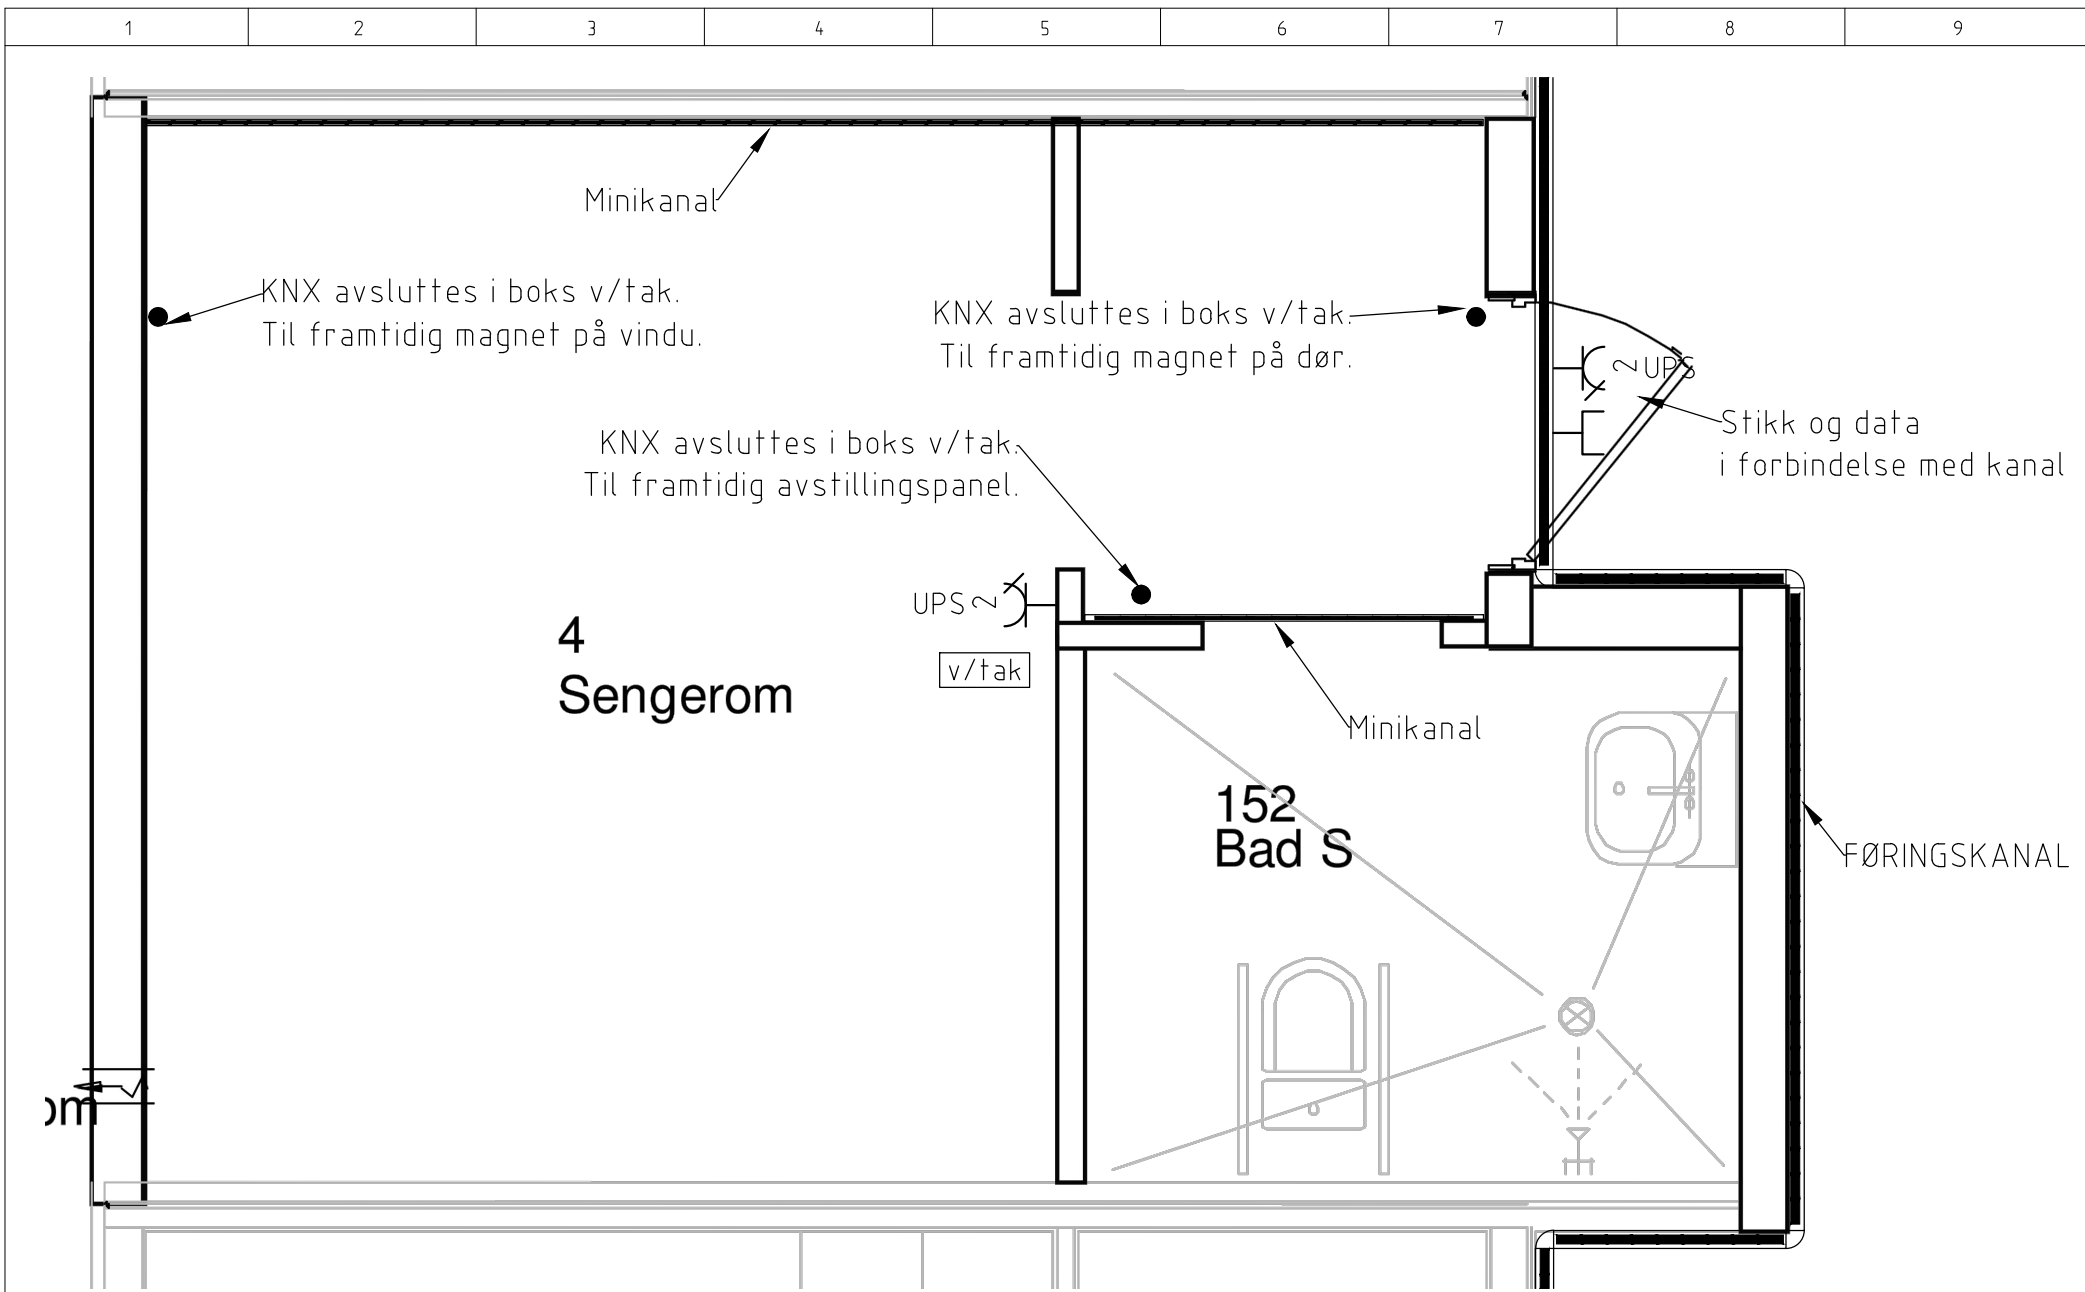 1 2 3 4 5 6 7 8 9
Minikanal
KNX avsluttes i boks v/tak.
Til framtidig magnet på vindu.
KNX avsluttes i boks v/tak.
Til framtidig magnet på dør.
2 UPS
Stikk og data
i forbindelse med kanal
KNX avsluttes i boks v/tak.
Til framtidig avstillingspanel.
UPS 2
v/tak
4
Sengerom
Minikanal
152
Bad S
FØRINGSKANAL
om